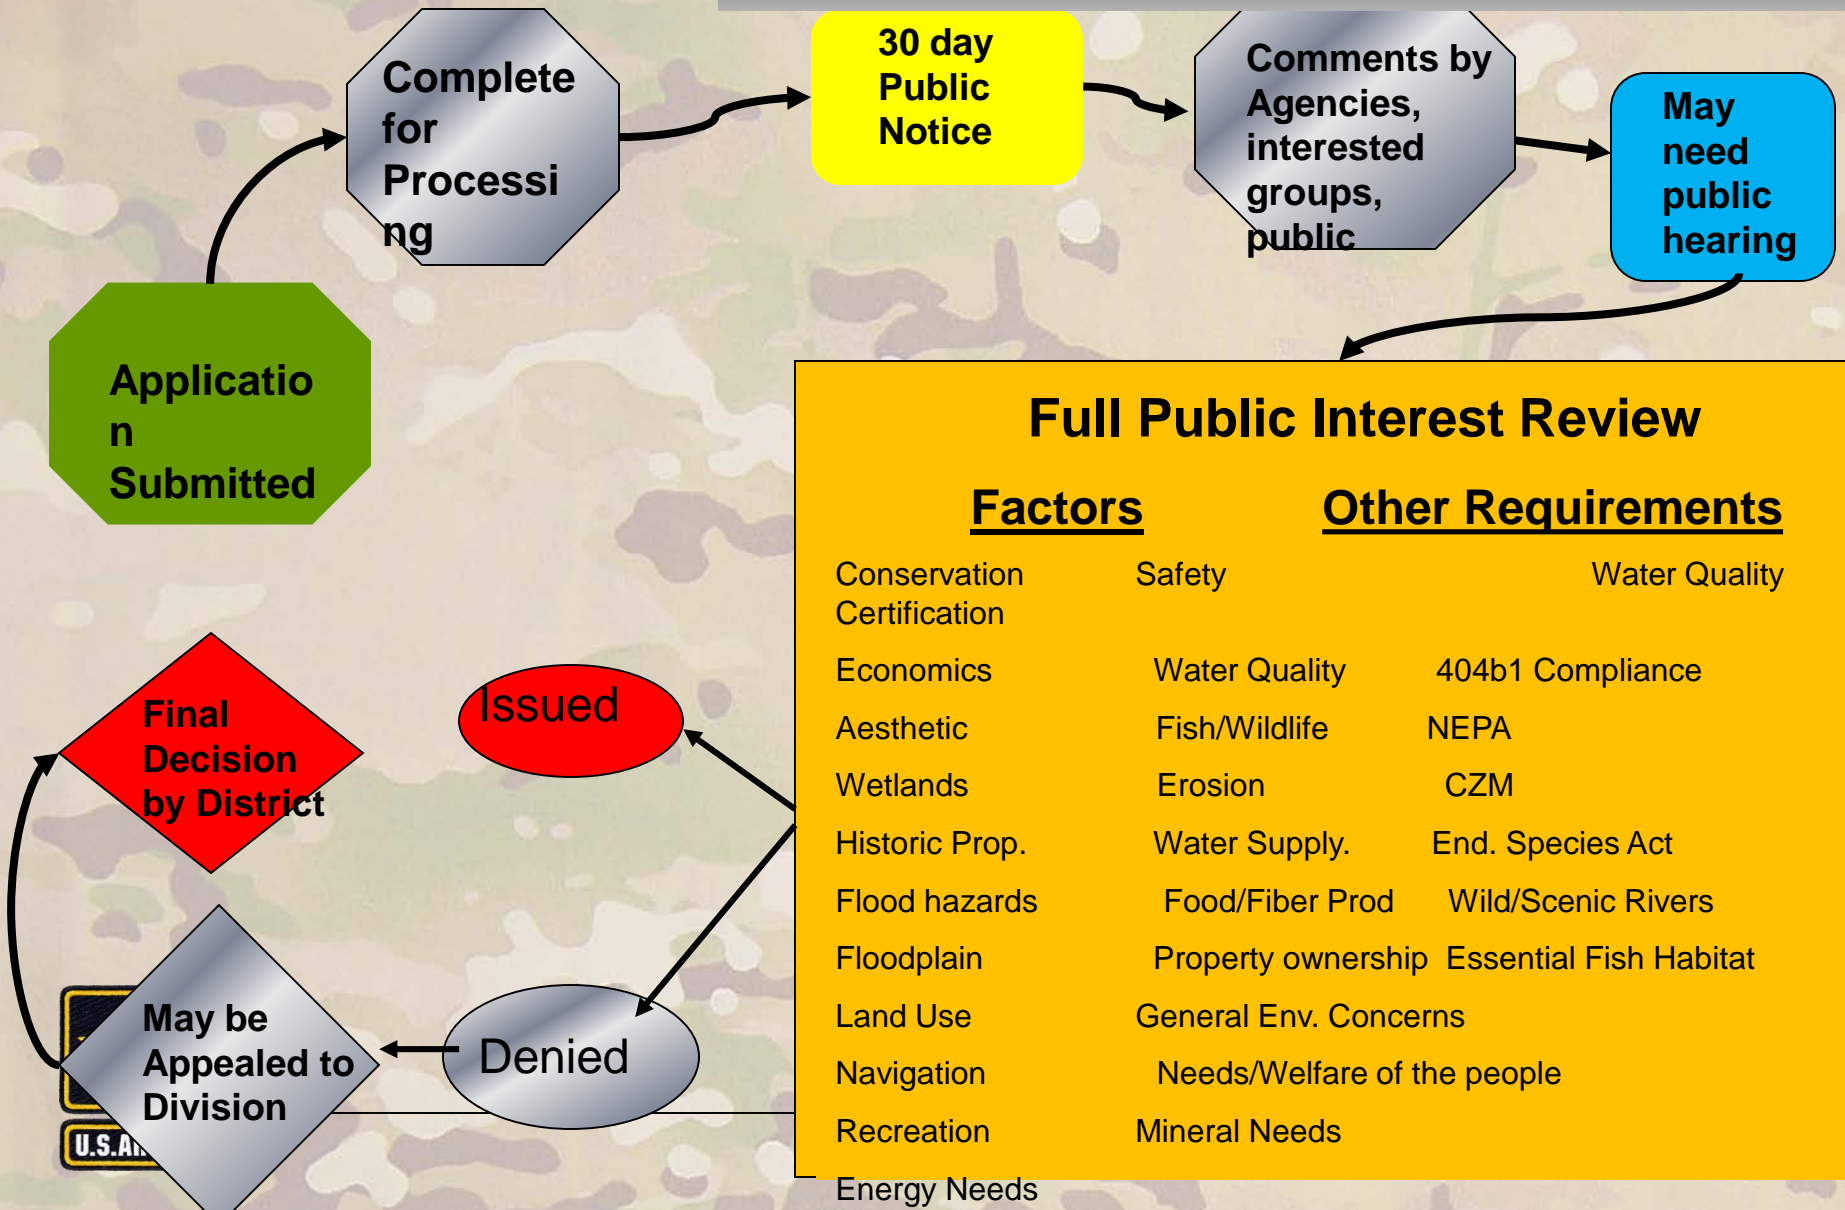 Complete
for
Processi
ng
30 day
Public
Notice
Comments by
Agencies,
interested
groups,
public
May
need
public
hearing
Applicatio
n
Submitted
Full Public Interest Review
Factors Other Requirements
Conservation Safety Water Quality
Certification
Economics Water Quality 404b1 Compliance
Aesthetic Fish/Wildlife NEPA
Wetlands Erosion CZM
Historic Prop. Water Supply. End. Species Act
Flood hazards Food/Fiber Prod Wild/Scenic Rivers
Floodplain Property ownership Essential Fish Habitat
Land Use General Env. Concerns
Navigation Needs/Welfare of the people
Recreation Mineral Needs
Energy Needs
Issued
Final
Decision
by District
Denied
May be
Appealed to
Division
U.S.